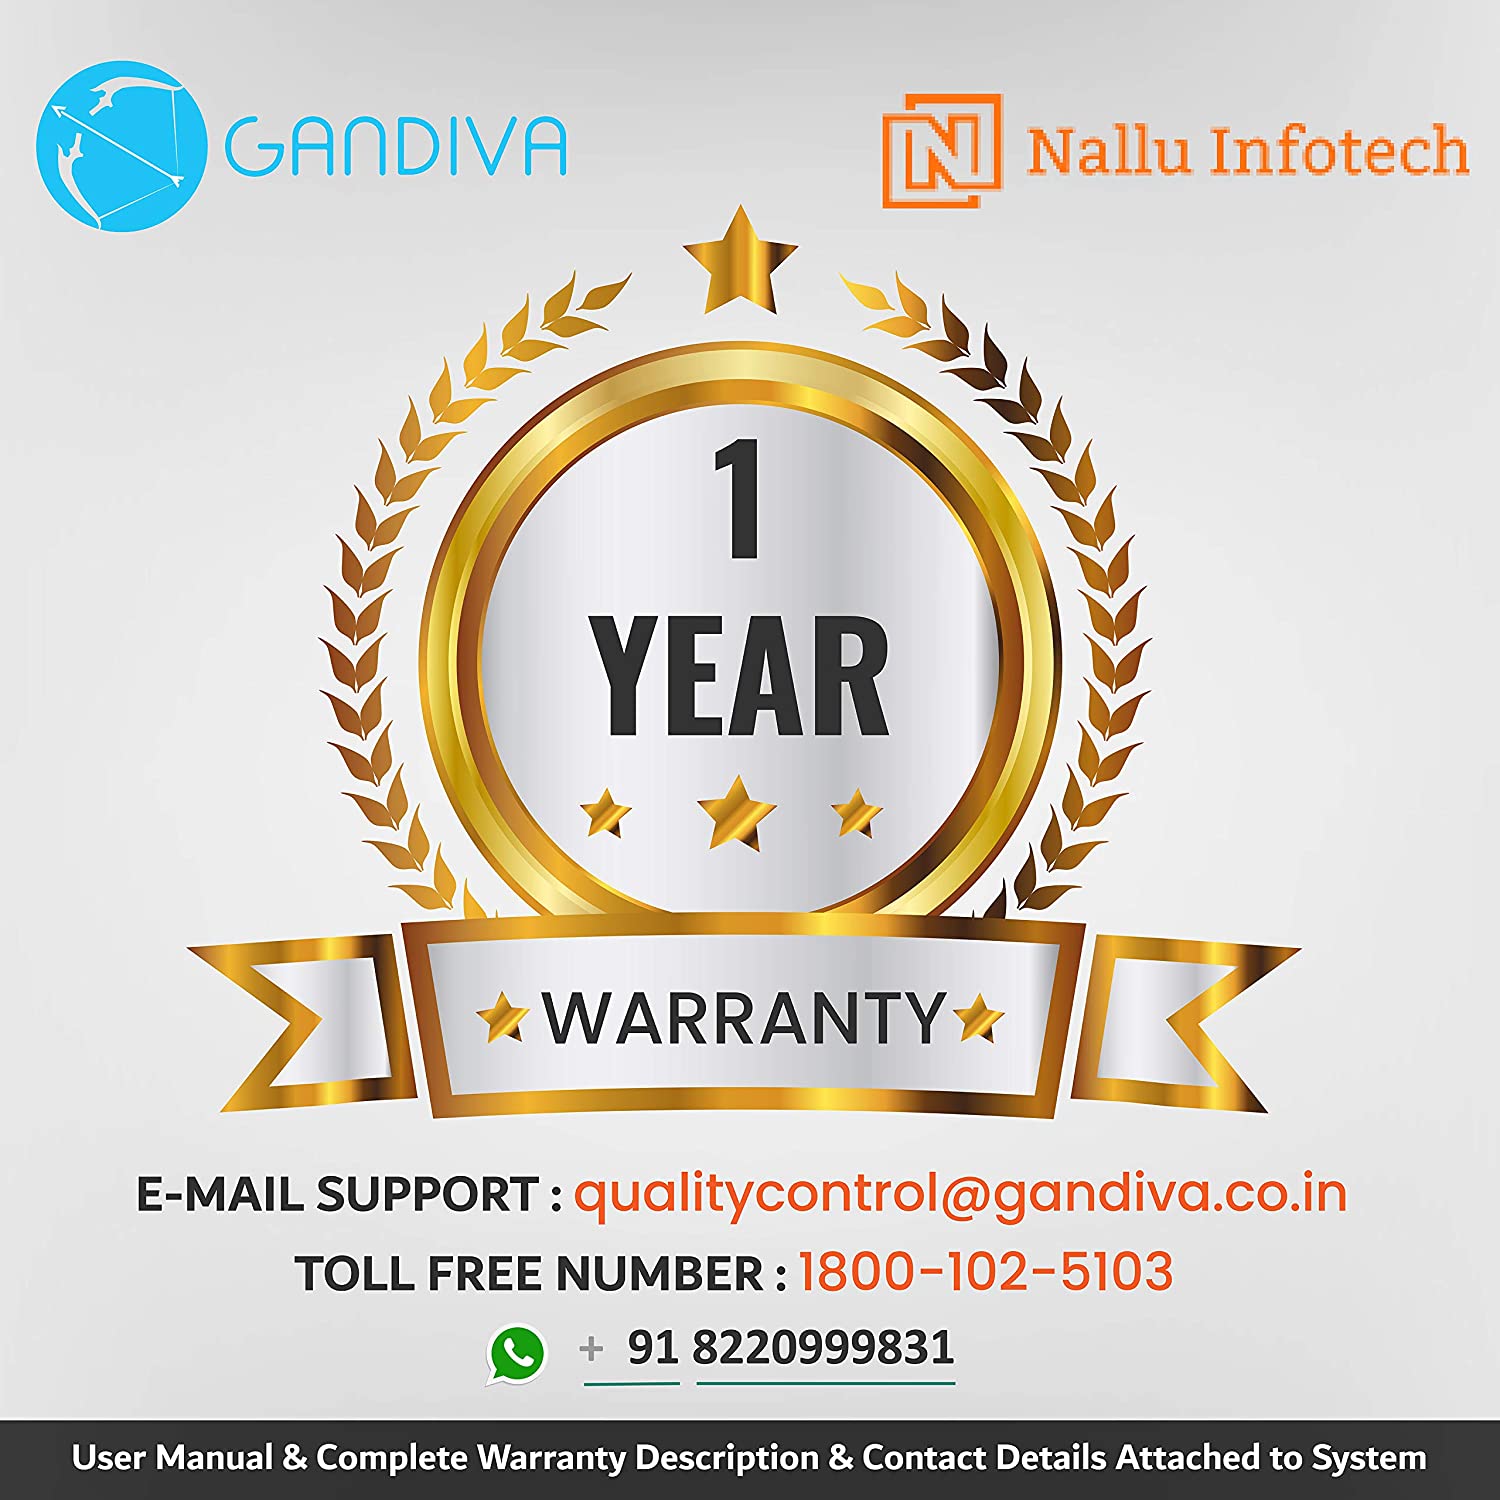 GANDIVA
Nallu Infotech
1
YEAR
WARRANTY
E-MAIL SUPPORT : qualitycontrol@gandiva.co.in
TOLL FREE NUMBER : 1800-102-5103
+ 91 8220999831
User Manual & Complete Warranty Description & Contact Details Attached to System